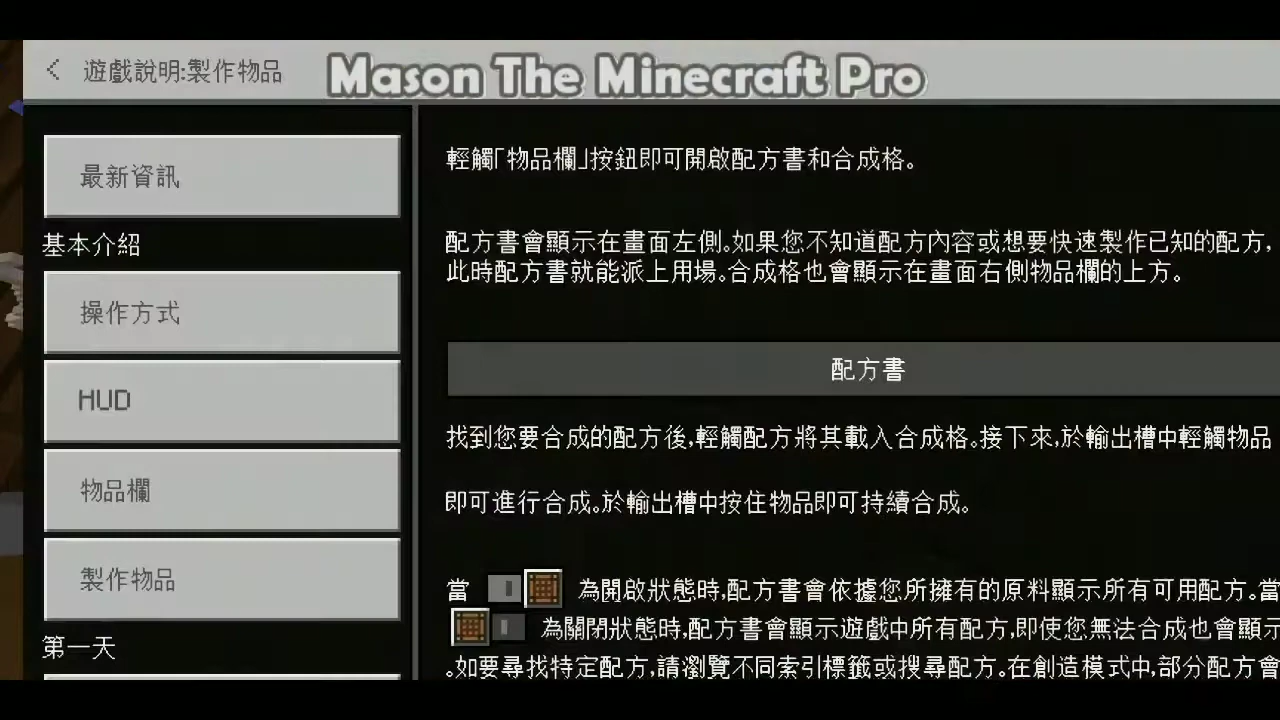 遊戲說明:製作物品
Mason The Minecraft Pro
最新資訊
基本介紹
操作方式
HUD
物品欄
製作物品
第一天
輕觸「物品欄」按鈕即可開啟配方書和合成格。
配方書會顯示在畫面左側。如果您不知道配方內容或想要快速製作已知的配方,
此時配方書就能派上用場。合成格也會顯示在畫面右側物品欄的上方。
配方書
找到您要合成的配方後,輕觸配方將其載入合成格。接下來,於輸出槽中輕觸物品
即可進行合成。於輸出槽中按住物品即可持續合成。
當 為開啟狀態時,配方書會依據您所擁有的原料顯示所有可用配方。當
為關閉狀態時,配方書會顯示遊戲中所有配方,即使您無法合成也會顯示
。如要尋找特定配方,請瀏覽不同索引標籤或搜尋配方。在創造模式中,部分配方會